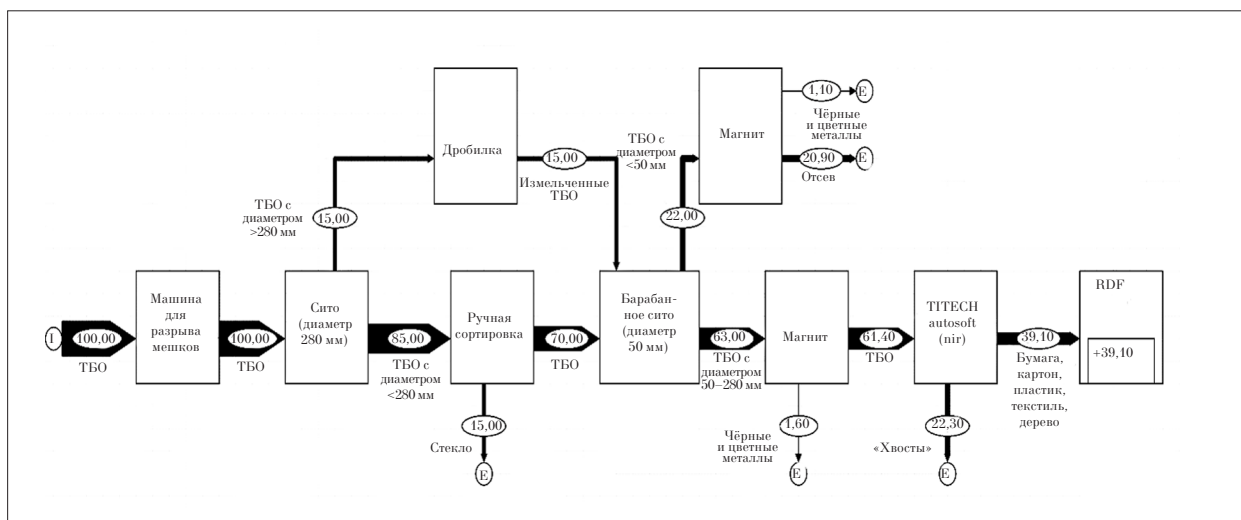 Дробилка
15,00
Измельченные
ТБО
ТБО с
диаметром
>280 мм
15,00
ТБО с
диаметром
<50 мм
22,00
Магнит
1,10
E
Чёрные
и цветные
металлы
20,90
E
Отсев
I
100,00
ТБО
Машина
для
разрыва
мешков
100,00
ТБО
Сито
(диаметр
280 мм)
85,00
ТБО с
диаметром
<280 мм
Ручная
сортировка
15,00
Стекло
E
70,00
ТБО
Барабан-
ное сито
(диаметр
50 мм)
63,00
ТБО с
диаметром
50–280 мм
Магнит
1,60
Чёрные
и цветные
металлы
E
61,40
ТБО
TITECH
autosoft
(nir)
22,30
«Хвосты»
E
39,10
Бумага,
картон,
пластик,
текстиль,
дерево
RDF
+39,10